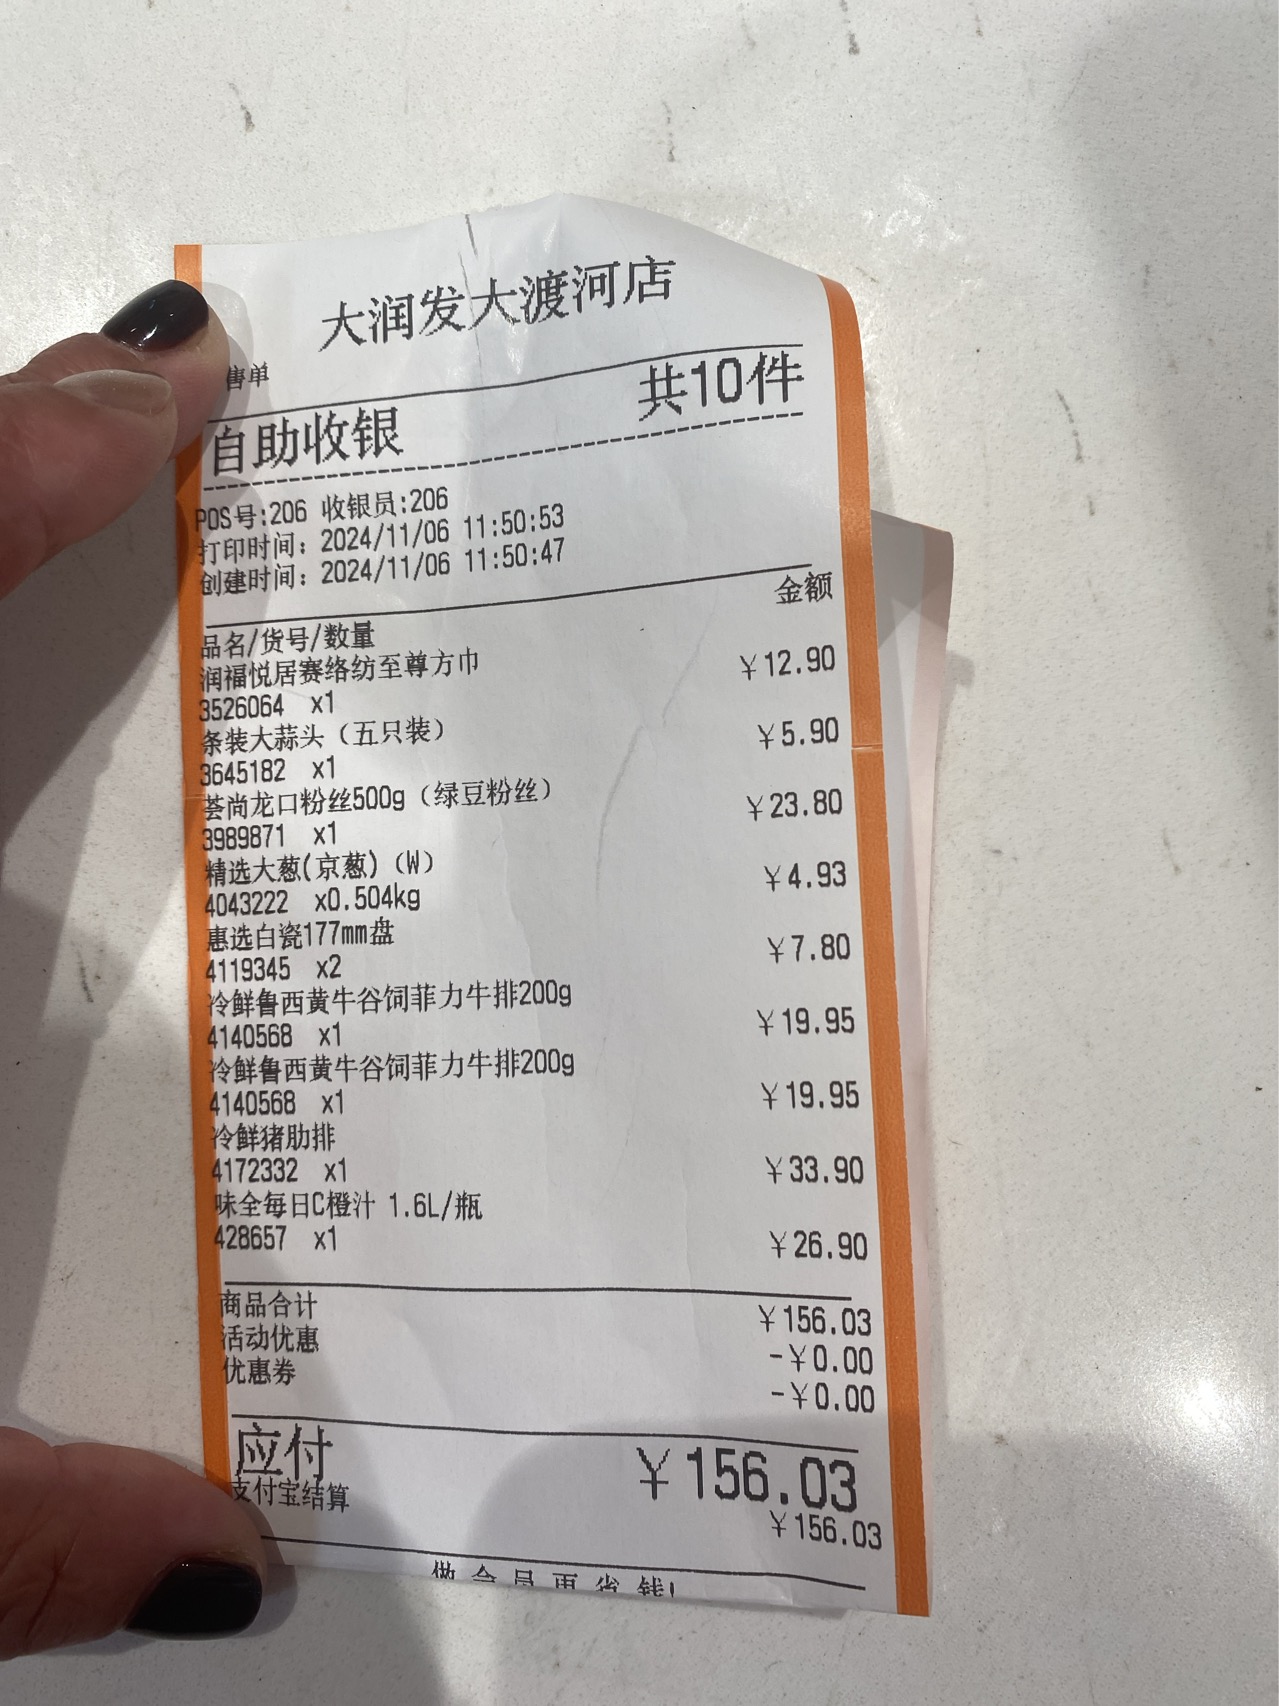 大润发大渡河店
售单
自助收银 共10件
POS号:206 收银员:206
打印时间: 2024/11/06 11:50:53
创建时间: 2024/11/06 11:50:47
品名/货号/数量 金额
润福悦居赛络纺至尊方巾 ¥12.90
3526064 x1
条装大蒜头（五只装） ¥5.90
3645182 x1
荟尚龙口粉丝500g（绿豆粉丝） ¥23.80
3989871 x1
精选大葱(京葱)（W） ¥4.93
4043222 x0.504kg
惠选白瓷177mm盘 ¥7.80
4119345 x2
冷鲜鲁西黄牛谷饲菲力牛排200g ¥19.95
4140568 x1
冷鲜鲁西黄牛谷饲菲力牛排200g ¥19.95
4140568 x1
冷鲜猪肋排 ¥33.90
4172332 x1
味全每日C橙汁 1.6L/瓶 ¥26.90
428657 x1
商品合计 ¥156.03
活动优惠 -¥0.00
优惠券 -¥0.00
应付 ¥156.03
支付宝结算 ¥156.03
做会员更省钱!